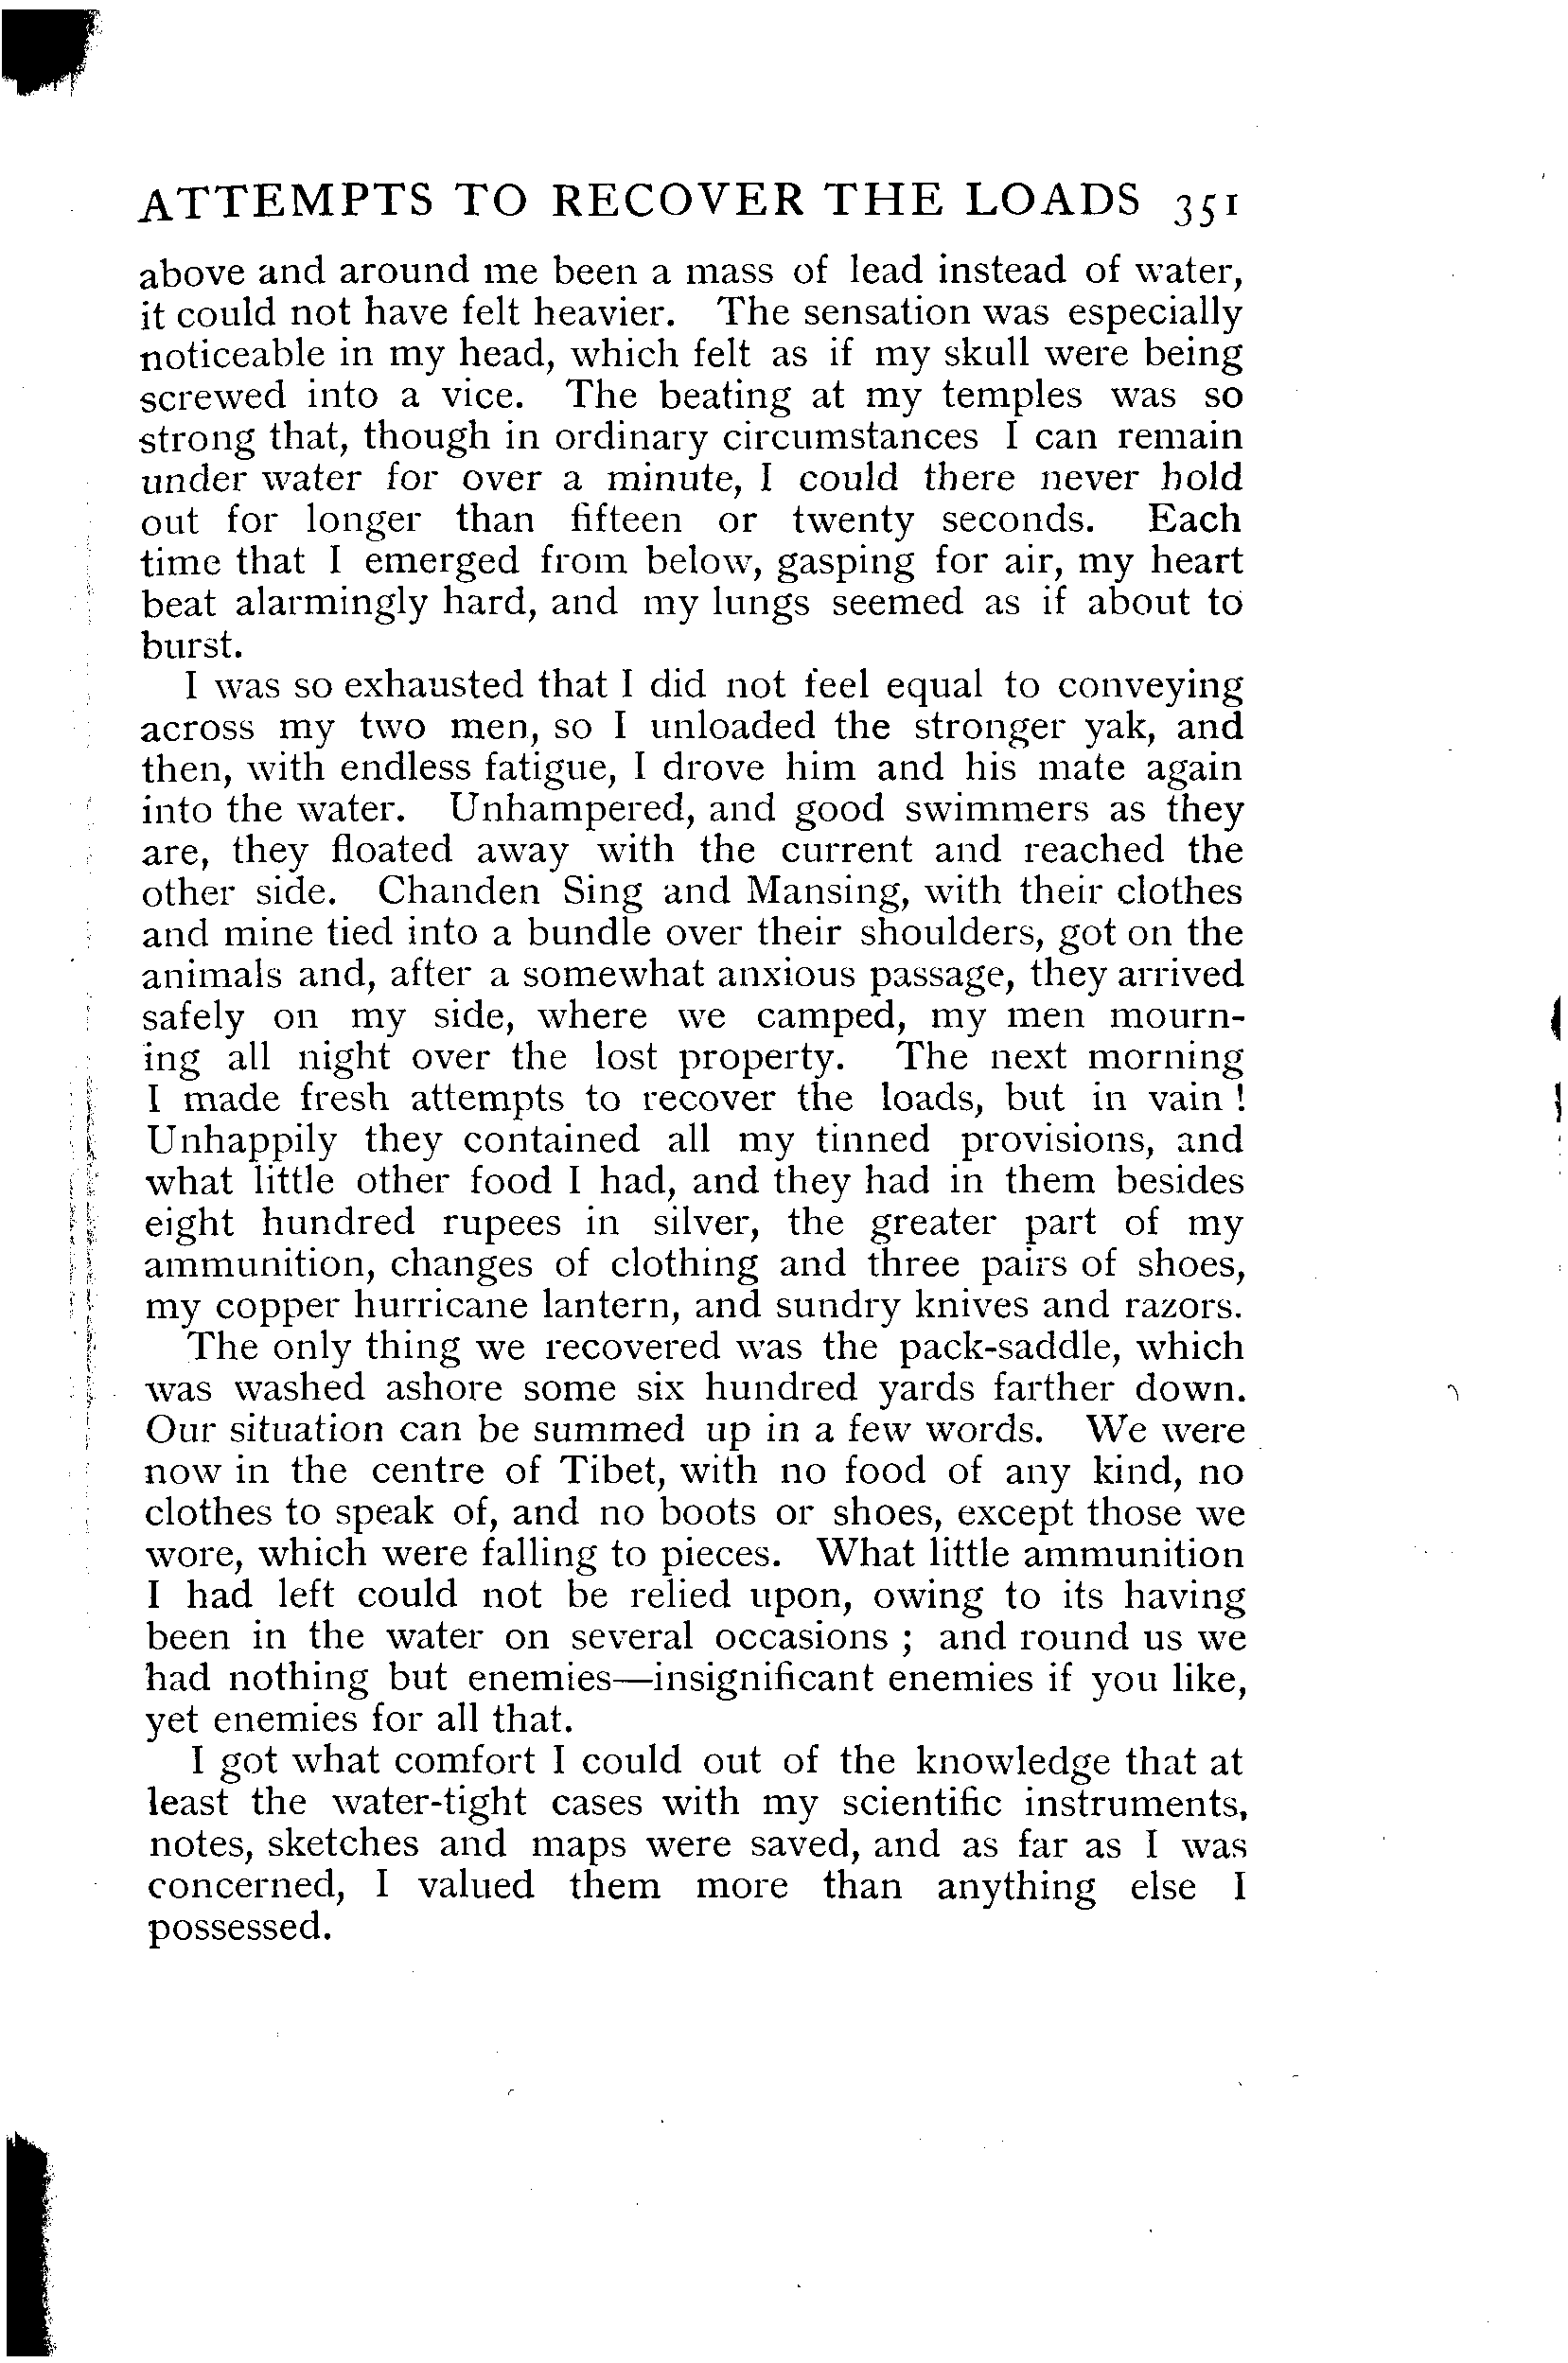 ATTEMPTS TO RECOVER THE LOADS 351
above and around me been a mass of lead instead of water,
it could not have felt heavier. The sensation was especially
noticeable in my head, which felt as if my skull were being
screwed into a vice. The beating at my temples was so
strong that, though in ordinary circumstances I can remain
under water for over a minute, I could there never hold
out for longer than fifteen or twenty seconds. Each
time that I emerged from below, gasping for air, my heart
beat alarmingly hard, and my lungs seemed as if about to
burst.
I was so exhausted that I did not feel equal to conveying
across my two men, so I unloaded the stronger yak, and
then, with endless fatigue, I drove him and his mate again
into the water. Unhampered, and good swimmers as they
are, they floated away with the current and reached the
other side. Chanden Sing and Mansing, with their clothes
and mine tied into a bundle over their shoulders, got on the
animals and, after a somewhat anxious passage, they arrived
safely on my side, where we camped, my men mourn-
ing all night over the lost property. The next morning
I made fresh attempts to recover the loads, but in vain !
Unhappily they contained all my tinned provisions, and
what little other food I had, and they had in them besides
eight hundred rupees in silver, the greater part of my
ammunition, changes of clothing and three pairs of shoes,
my copper hurricane lantern, and sundry knives and razors.
The only thing we recovered was the pack-saddle, which
was washed ashore some six hundred yards farther down.
Our situation can be summed up in a few words. We were
now in the centre of Tibet, with no food of any kind, no
clothes to speak of, and no boots or shoes, except those we
wore, which were falling to pieces. What little ammunition
I had left could not be relied upon, owing to its having
been in the water on several occasions ; and round us we
had nothing but enemies—insignificant enemies if you like,
yet enemies for all that.
I got what comfort I could out of the knowledge that at
least the water-tight cases with my scientific instruments,
notes, sketches and maps were saved, and as far as I was
concerned, I valued them more than anything else I
possessed.